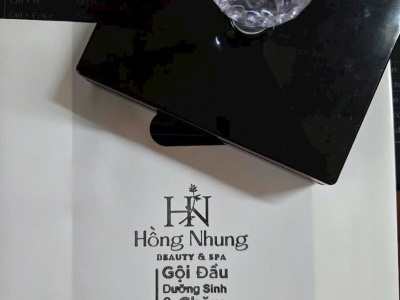 HN
Hồng Nhung
BEAUTY & SPA
Gội Đầu
Dưỡng Sinh